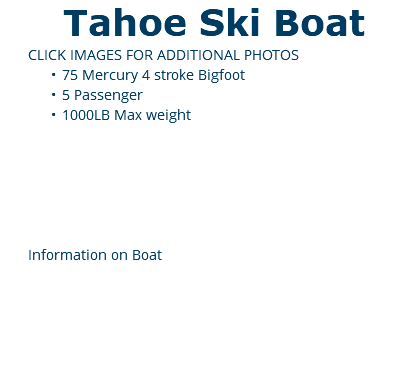 Tahoe Ski Boat
CLICK IMAGES FOR ADDITIONAL PHOTOS
• 75 Mercury 4 stroke Bigfoot
• 5 Passenger
• 1000LB Max weight
Information on Boat